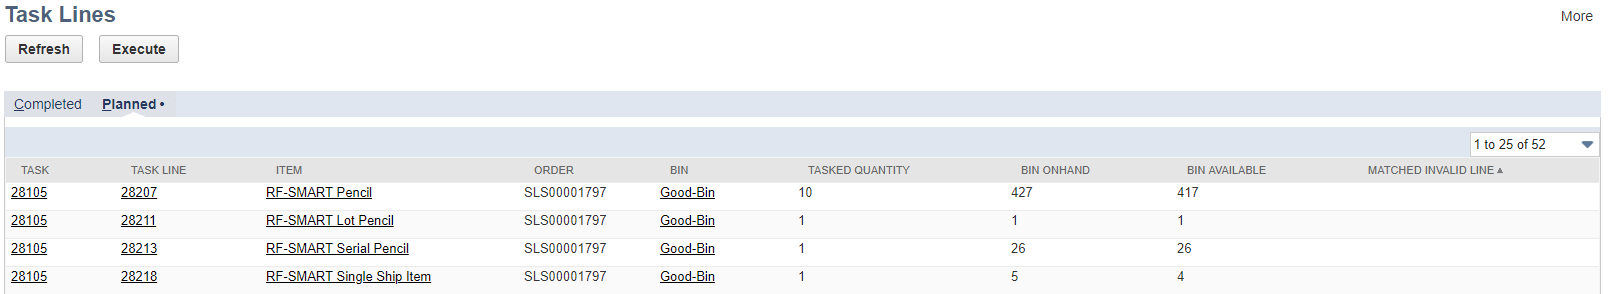 Task Lines
More
Refresh Execute
Completed Planned •
1 to 25 of 52
TASK TASK LINE ITEM ORDER BIN TASKED QUANTITY BIN ONHAND BIN AVAILABLE MATCHED INVALID LINE ▲
28105 28207 RF-SMART Pencil SLS00001797 Good-Bin 10 427 417
28105 28211 RF-SMART Lot Pencil SLS00001797 Good-Bin 1 1 1
28105 28213 RF-SMART Serial Pencil SLS00001797 Good-Bin 1 26 26
28105 28218 RF-SMART Single Ship Item SLS00001797 Good-Bin 1 5 4